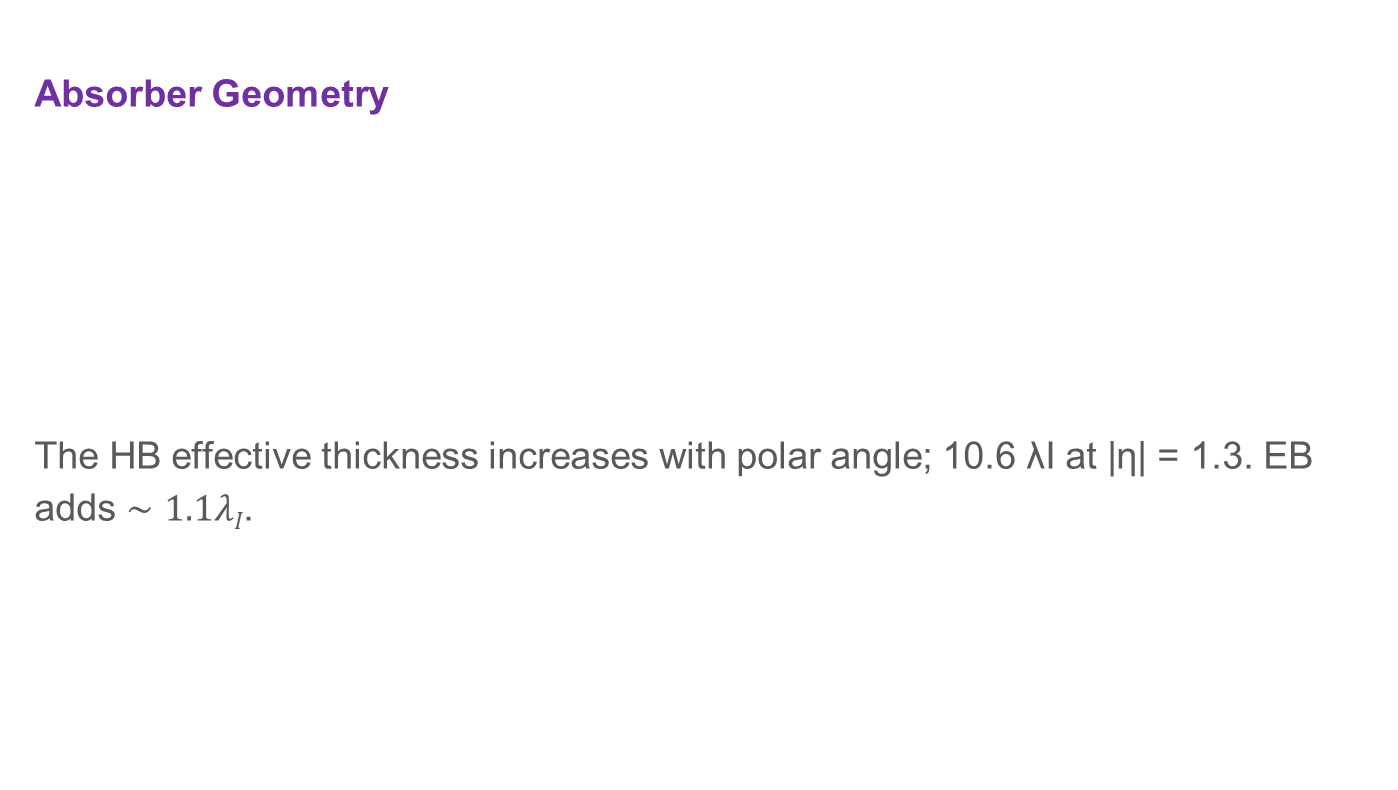 Absorber Geometry
The HB effective thickness increases with polar angle; 10.6 λI at |η| = 1.3. EB
adds ~ 1.1𝜆𝐼.